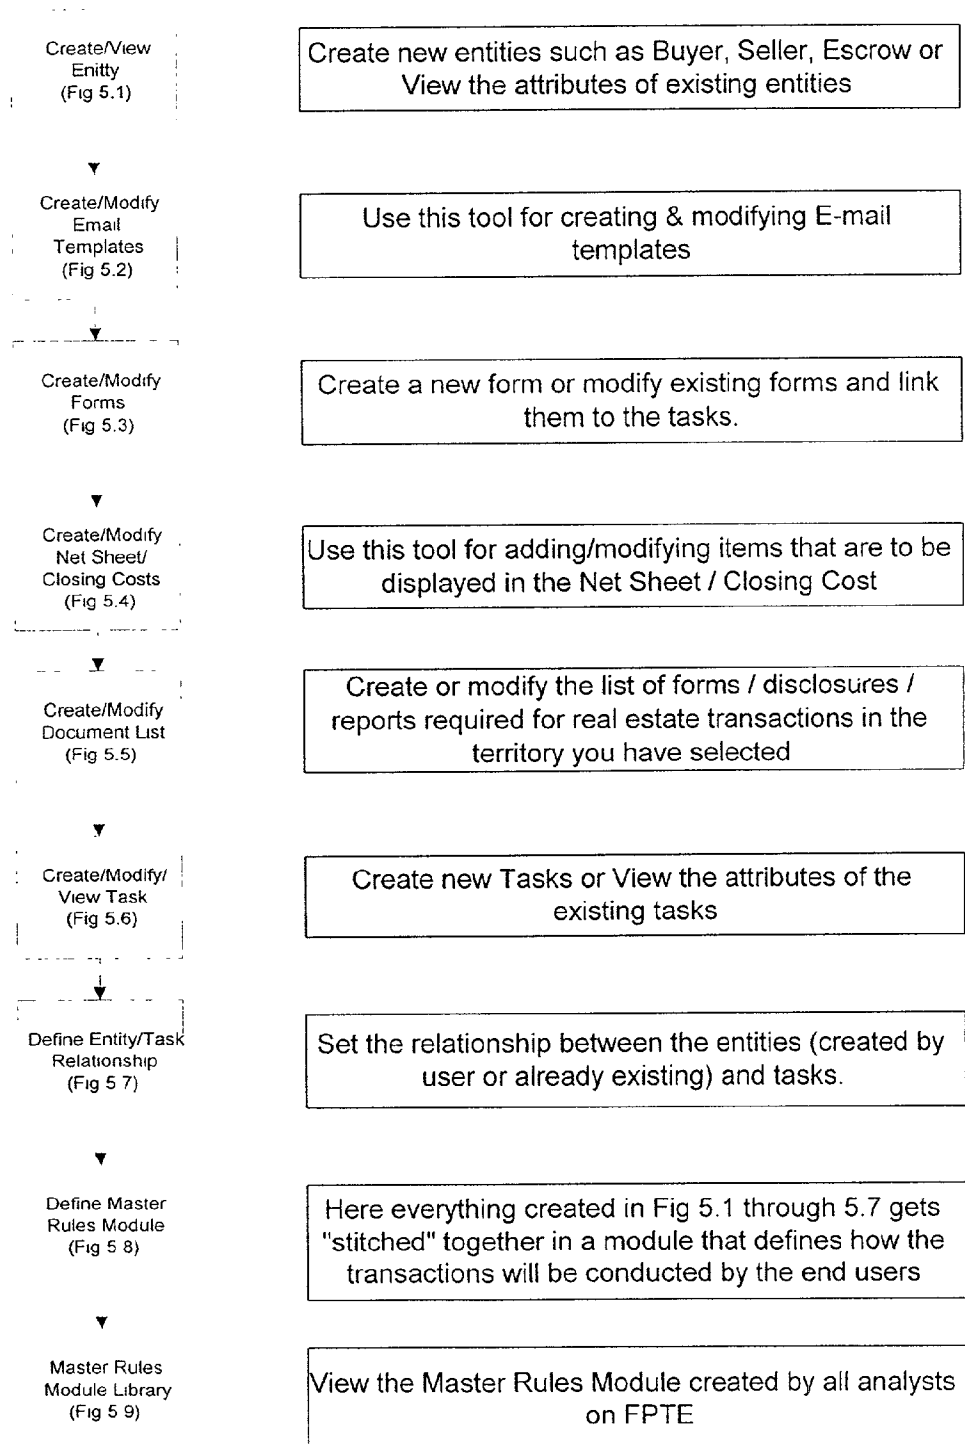 Create/View
Enitty
(Fig 5.1)
Create new entities such as Buyer, Seller, Escrow or
View the attributes of existing entities
Create/Modify
Email
Templates
(Fig 5.2)
Use this tool for creating & modifying E-mail
templates
Create/Modify
Forms
(Fig 5.3)
Create a new form or modify existing forms and link
them to the tasks.
Create/Modify
Net Sheet/
Closing Costs
(Fig 5.4)
Use this tool for adding/modifying items that are to be
displayed in the Net Sheet / Closing Cost
Create/Modify
Document List
(Fig 5.5)
Create or modify the list of forms / disclosures /
reports required for real estate transactions in the
territory you have selected
Create/Modify/
View Task
(Fig 5.6)
Create new Tasks or View the attributes of the
existing tasks
Define Entity/Task
Relationship
(Fig 5 7)
Set the relationship between the entities (created by
user or already existing) and tasks.
Define Master
Rules Module
(Fig 5 8)
Here everything created in Fig 5.1 through 5.7 gets
"stitched" together in a module that defines how the
transactions will be conducted by the end users
Master Rules
Module Library
(Fig 5 9)
View the Master Rules Module created by all analysts
on FPTE